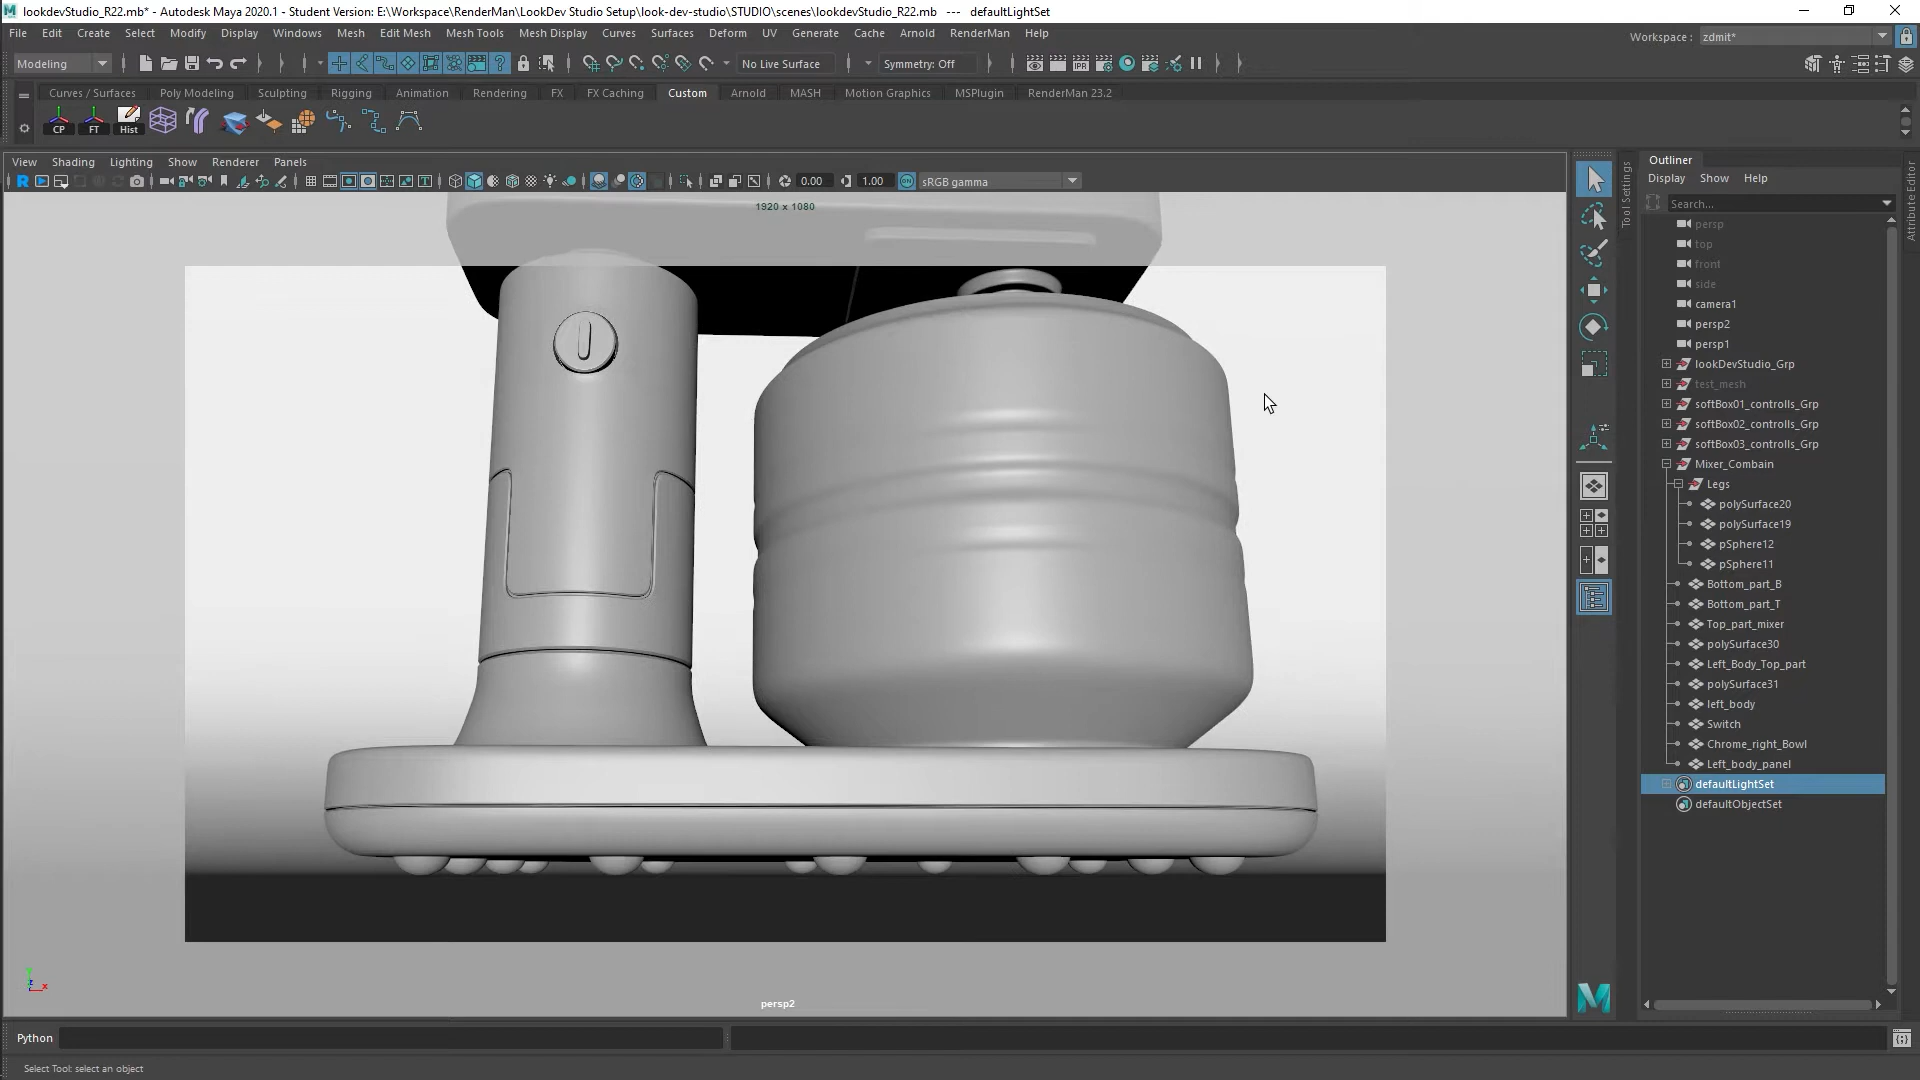 lookdevStudio_R22.mb* - Autodesk Maya 2020.1 - Student Version: E:\Workspace\RenderMan\LookDev Studio Setup\look-dev-studio\STUDIO\scenes\lookdevStudio_R22.mb --- defaultLightSet
File Edit Create Select Modify Display Windows Mesh Edit Mesh Mesh Tools Mesh Display Curves Surfaces Deform UV Generate Cache Arnold RenderMan Help
Workspace : zdmit*
Modeling No Live Surface Symmetry: Off
Curves / Surfaces Poly Modeling Sculpting Rigging Animation Rendering FX FX Caching Custom Arnold MASH Motion Graphics MSPlugin RenderMan 23.2
CP FT Hist
View Shading Lighting Show Renderer Panels
0.00 1.00 sRGB gamma
1920 x 1080
persp2
Tool Settings
Outliner
Display Show Help
Search...
persp
top
front
side
camera1
persp2
persp1
lookDevStudio_Grp
test_mesh
softBox01_controlls_Grp
softBox02_controlls_Grp
softBox03_controlls_Grp
Mixer_Combain
Legs
polySurface20
polySurface19
pSphere12
pSphere11
Bottom_part_B
Bottom_part_T
Top_part_mixer
polySurface30
Left_Body_Top_part
polySurface31
left_body
Switch
Chrome_right_Bowl
Left_body_panel
defaultLightSet
defaultObjectSet
Attribute Editor
Python
Select Tool: select an object